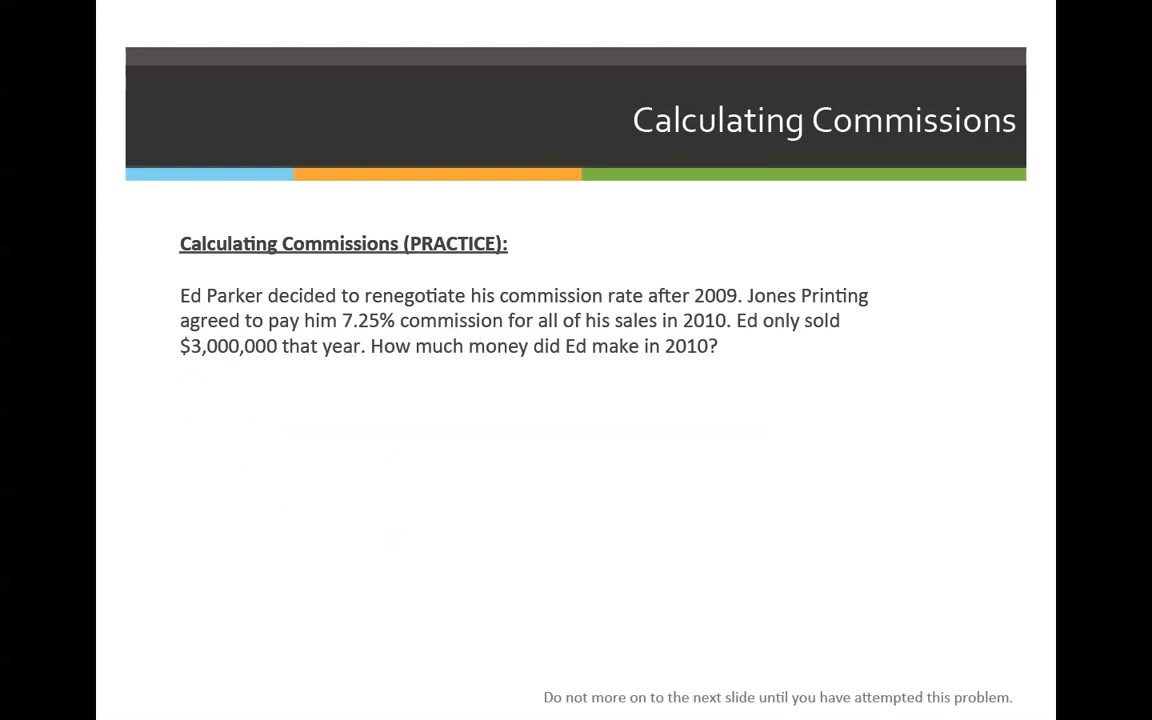 Calculating Commissions
Calculating Commissions (PRACTICE):
Ed Parker decided to renegotiate his commission rate after 2009. Jones Printing
agreed to pay him 7.25% commission for all of his sales in 2010. Ed only sold
$3,000,000 that year. How much money did Ed make in 2010?
Do not more on to the next slide until you have attempted this problem.